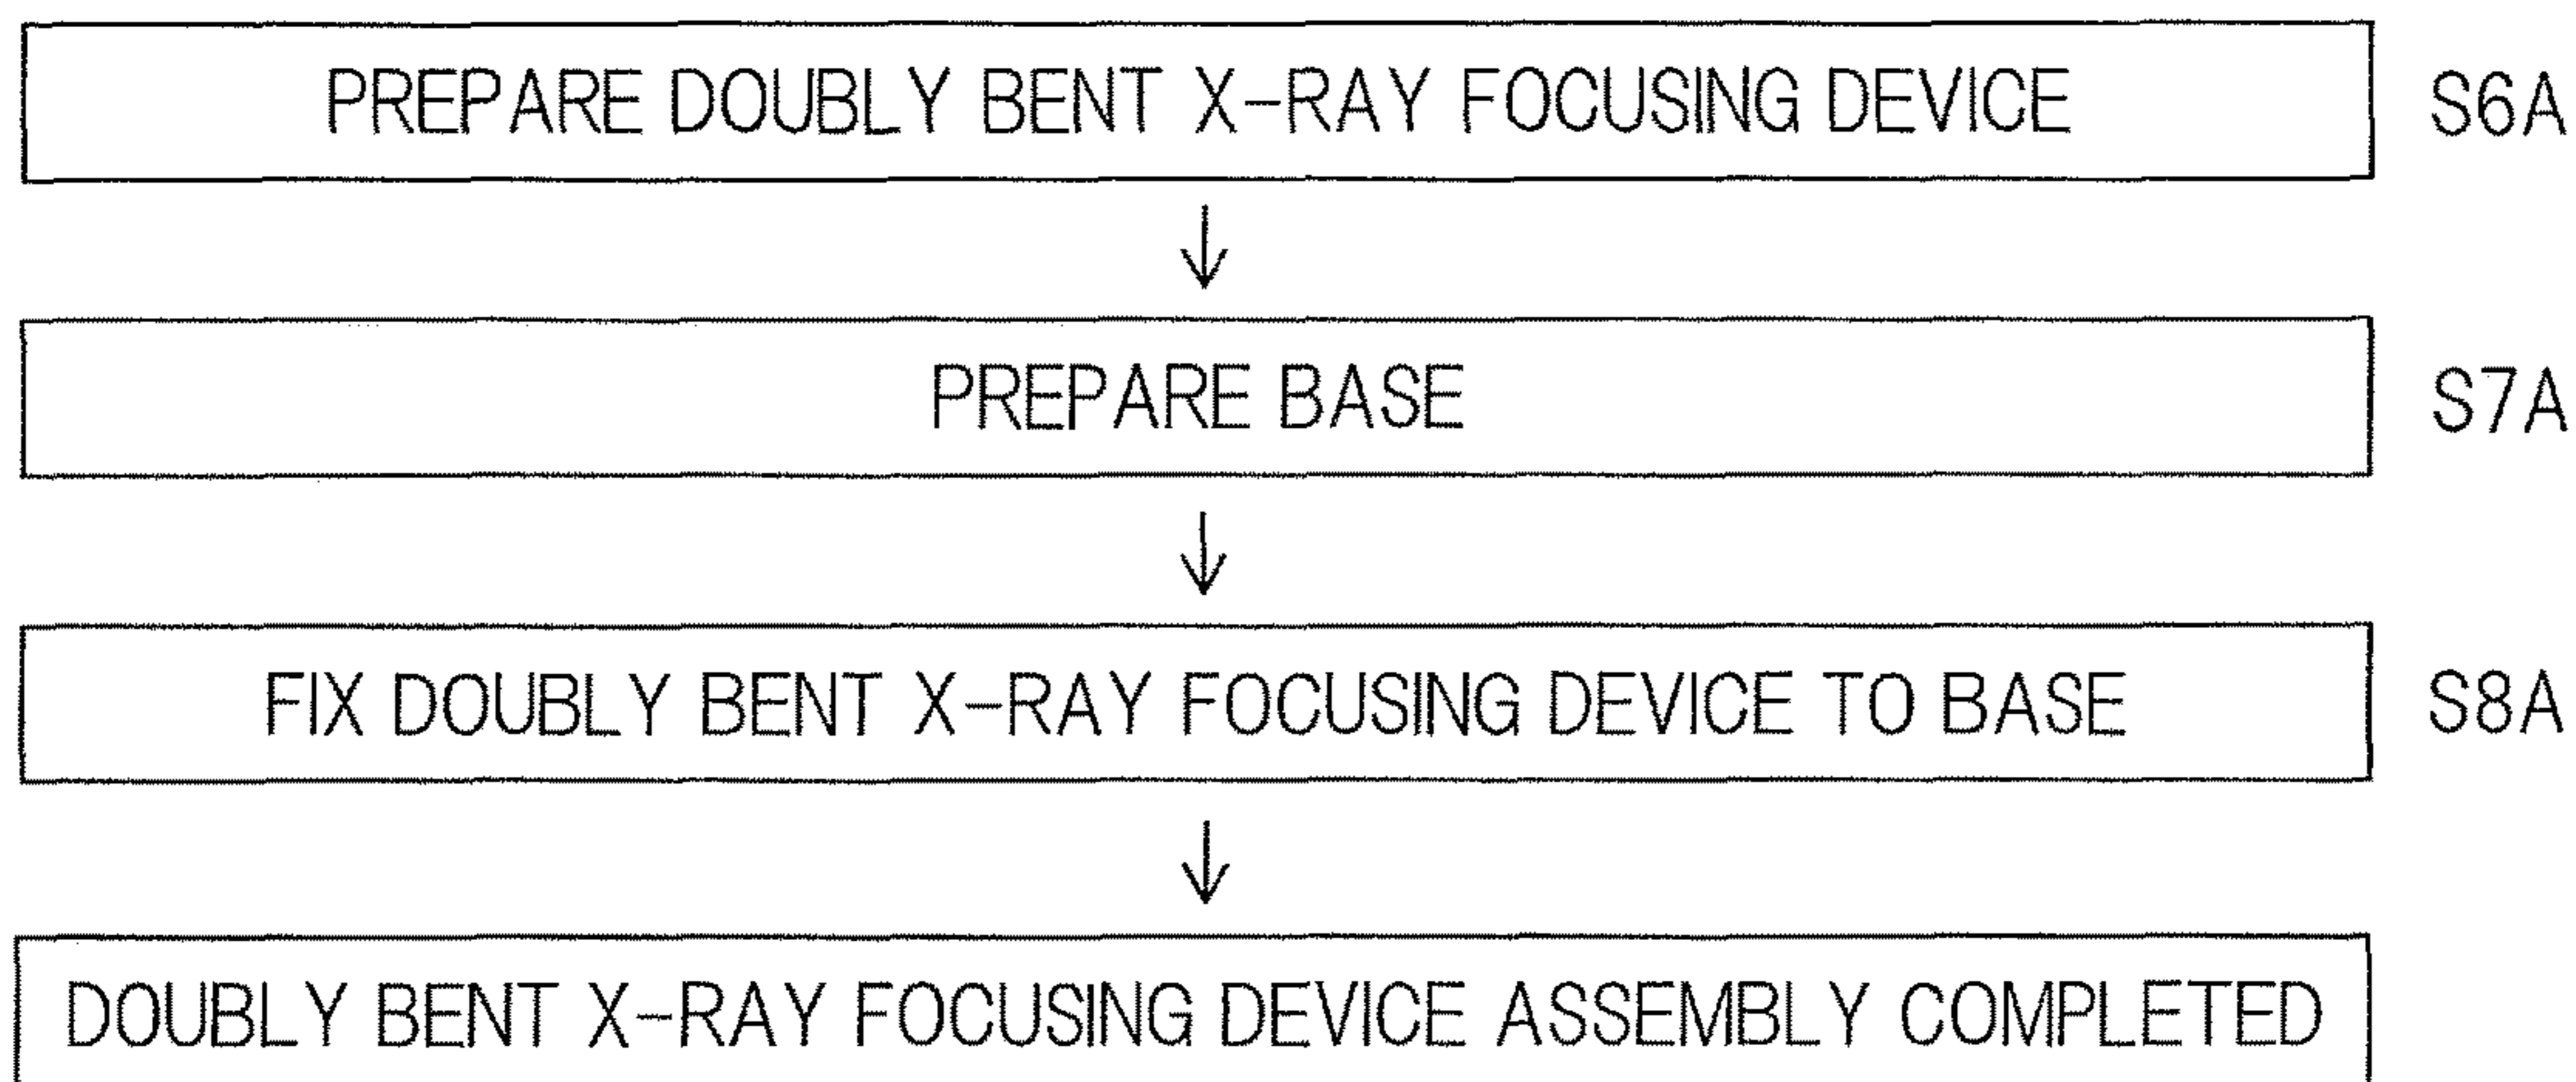 PREPARE DOUBLY BENT X-RAY FOCUSING DEVICE S6A
PREPARE BASE S7A
FIX DOUBLY BENT X-RAY FOCUSING DEVICE TO BASE S8A
DOUBLY BENT X-RAY FOCUSING DEVICE ASSEMBLY COMPLETED